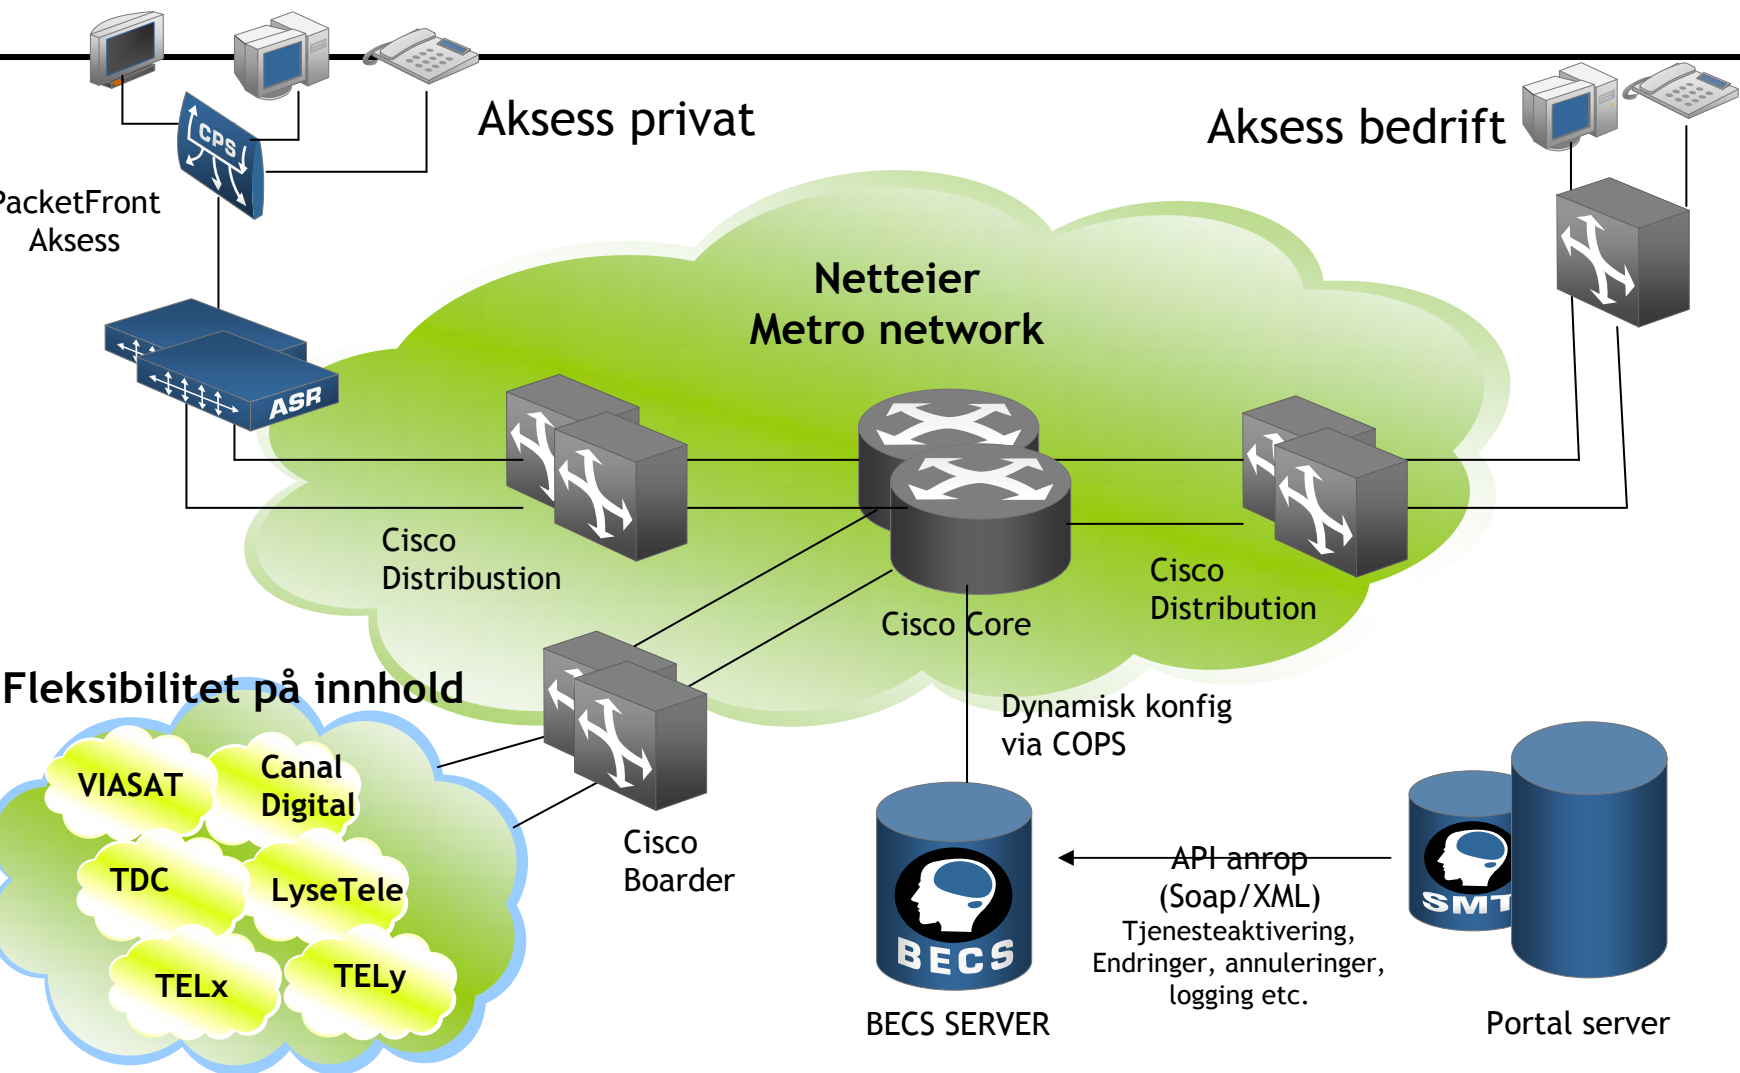 Aksess privat
Aksess bedrift
CPS
PacketFront
Aksess
Netteier
Metro network
ASR
Cisco
Distribustion
Cisco
Distribution
Cisco Core
Fleksibilitet på innhold
Dynamisk konfig
via COPS
VIASAT
Canal
Digital
TDC
LyseTele
TELx
TELy
Cisco
Boarder
BECS
BECS SERVER
API anrop
(Soap/XML)
Tjenesteaktivering,
Endringer, annuleringer,
logging etc.
SMT
Portal server